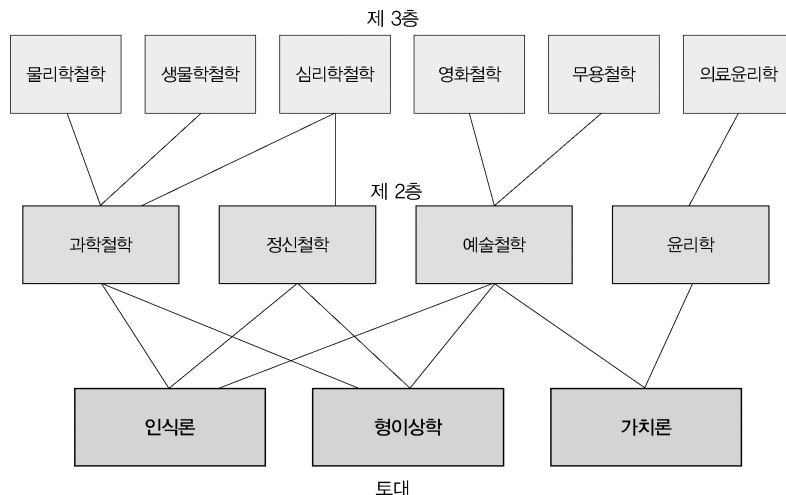 제 3층
물리학철학
생물학철학
심리학철학
영화철학
무용철학
의료윤리학
제 2층
과학철학
정신철학
예술철학
윤리학
인식론
형이상학
가치론
토대